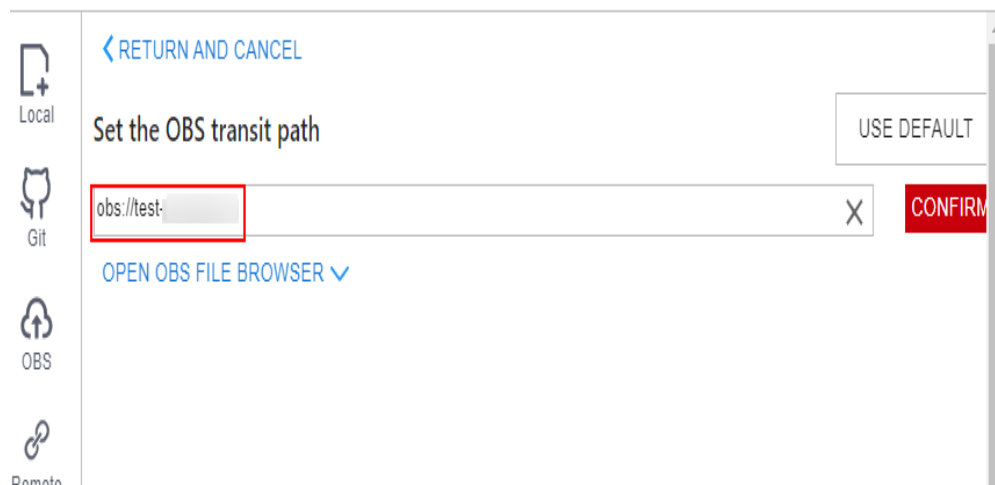 RETURN AND CANCEL
Local
Set the OBS transit path
USE DEFAULT
obs://test-
CONFIRM
Git
OPEN OBS FILE BROWSER
OBS
Remote